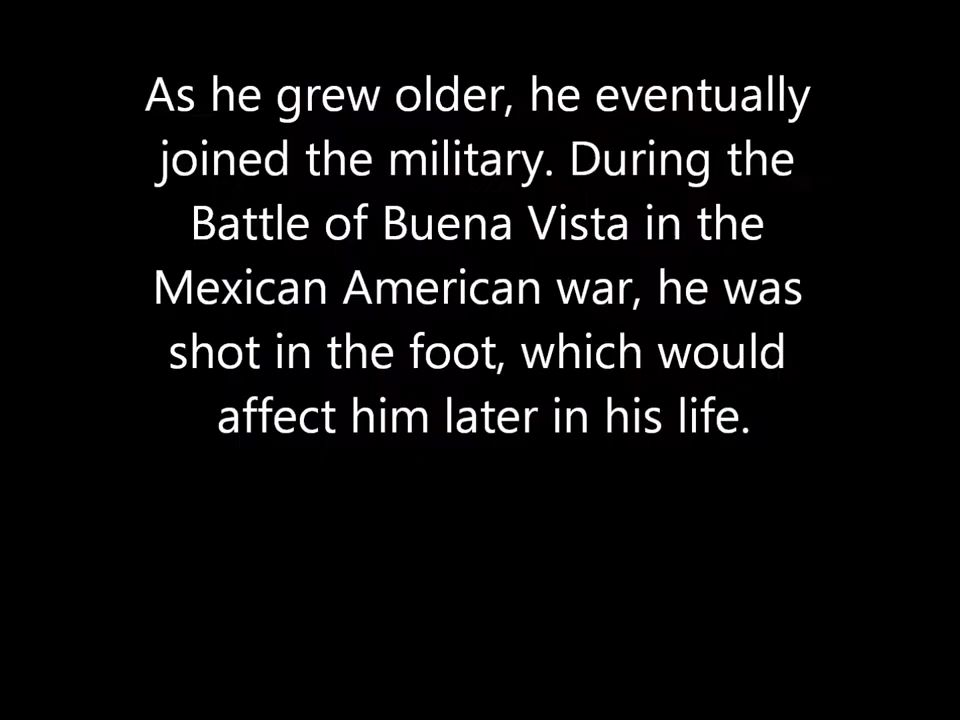 As he grew older, he eventually
joined the military. During the
Battle of Buena Vista in the
Mexican American war, he was
shot in the foot, which would
affect him later in his life.